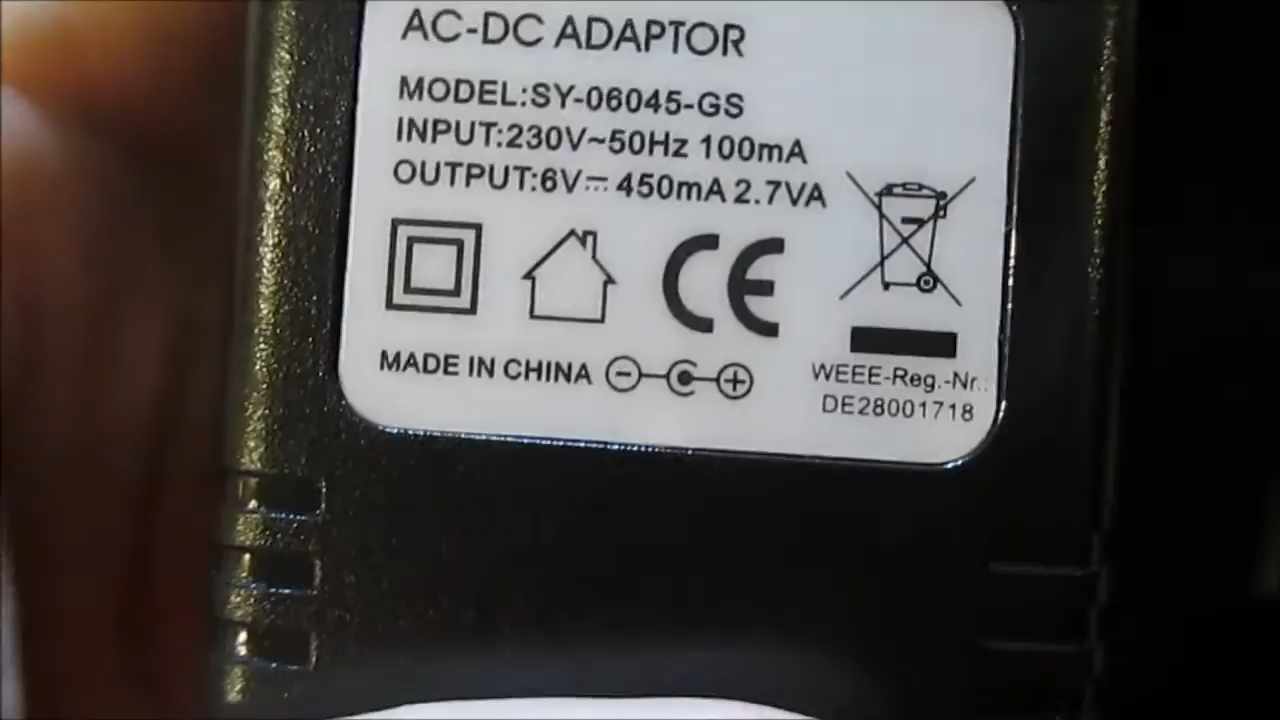 AC-DC ADAPTOR
MODEL:SY-06045-GS
INPUT:230V~50Hz 100mA
OUTPUT:6V⎓450mA 2.7VA
CE
MADE IN CHINA
WEEE-Reg.-Nr.:
DE28001718